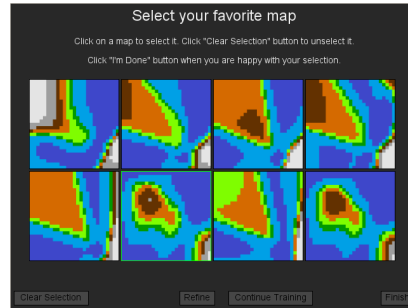 Select your favorite map
Click on a map to select it. Click "Clear Selection" button to unselect it.
Click "I'm Done" button when you are happy with your selection.
Clear Selection
Refine
Continue Training
Finish